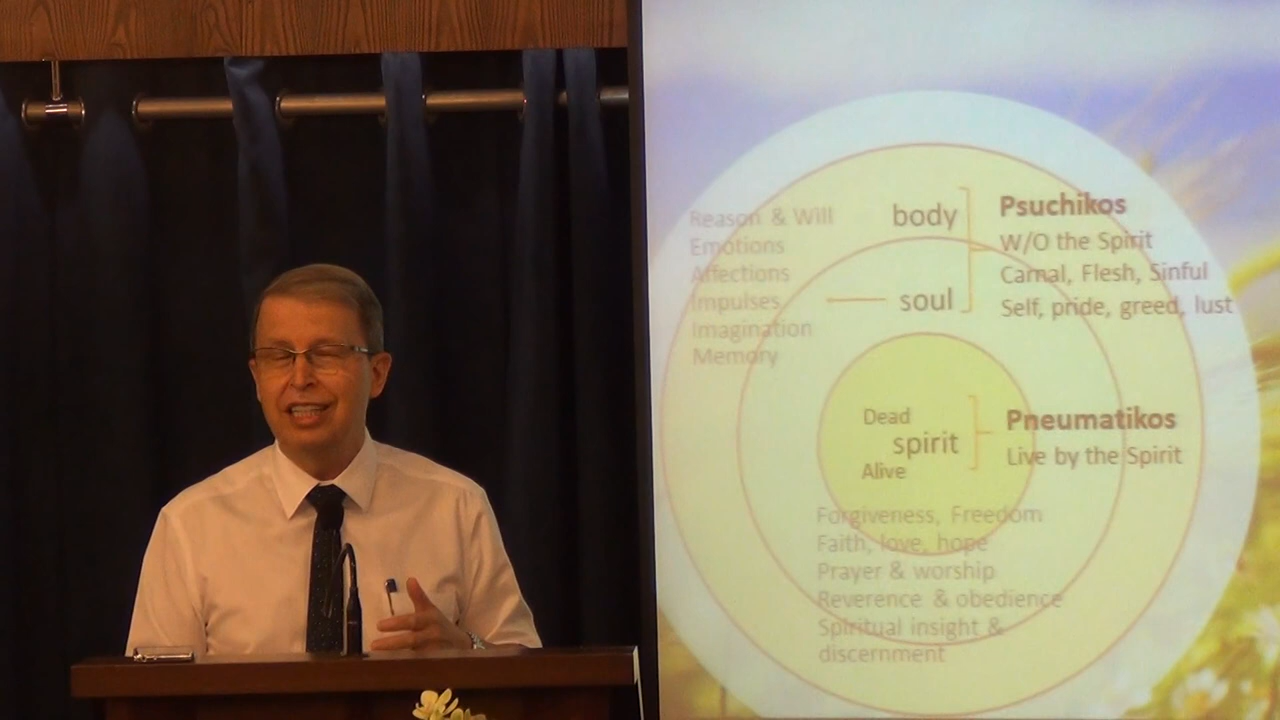 Reason & Will
Emotions
Affections
Impulses
Imagination
Memory
body
soul
Psuchikos
W/O the Spirit
Carnal, Flesh, Sinful
Self, pride, greed, lust
Dead
spirit
Alive
Pneumatikos
Live by the Spirit
Forgiveness, Freedom
Faith, love, hope
Prayer & worship
Reverence & obedience
Spiritual insight &
discernment